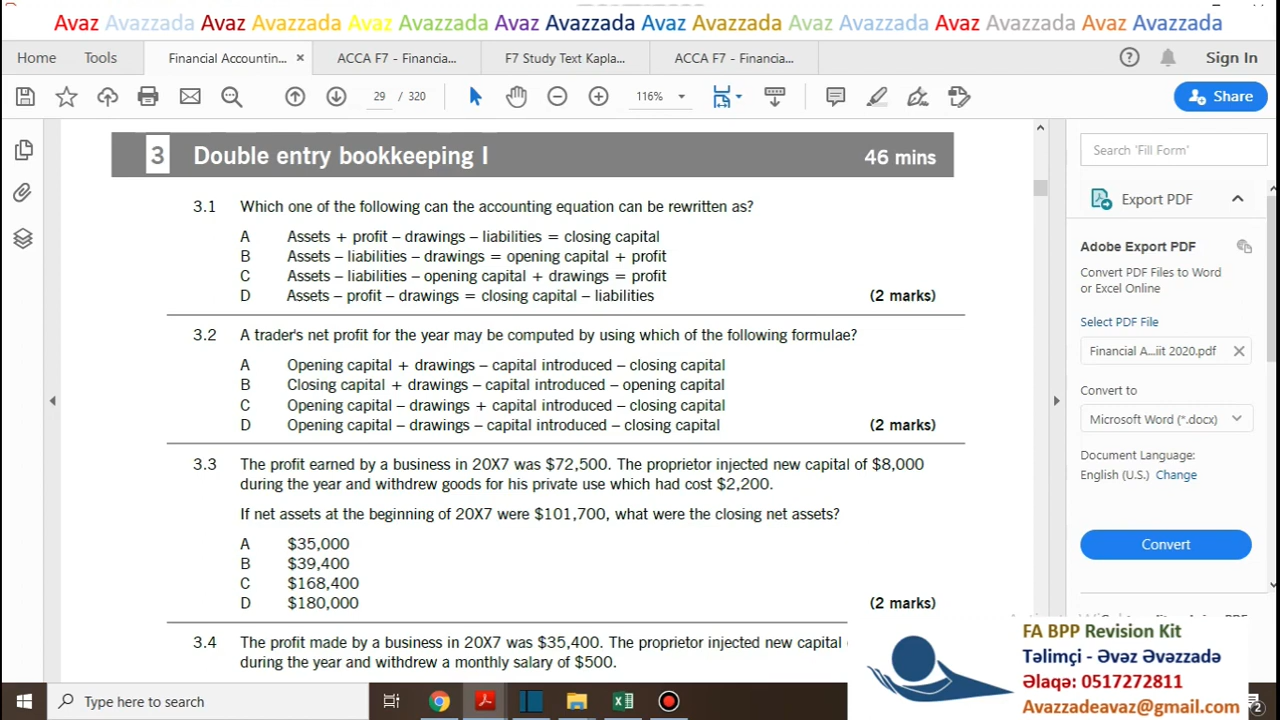 Avaz Avazzada Avaz Avazzada Avaz Avazzada Avaz Avazzada Avaz Avazzada Avaz Avazzada Avaz Avazzada Avaz Avazzada
Home Tools Financial Accountin... × ACCA F7 - Financia... F7 Study Text Kapla... ACCA F7 - Financia... Sign In
29 / 320 116% Share
3 Double entry bookkeeping I 46 mins
3.1 Which one of the following can the accounting equation can be rewritten as?
A Assets + profit – drawings – liabilities = closing capital
B Assets – liabilities – drawings = opening capital + profit
C Assets – liabilities – opening capital + drawings = profit
D Assets – profit – drawings = closing capital – liabilities (2 marks)
3.2 A trader's net profit for the year may be computed by using which of the following formulae?
A Opening capital + drawings – capital introduced – closing capital
B Closing capital + drawings – capital introduced – opening capital
C Opening capital – drawings + capital introduced – closing capital
D Opening capital – drawings – capital introduced – closing capital (2 marks)
3.3 The profit earned by a business in 20X7 was $72,500. The proprietor injected new capital of $8,000
during the year and withdrew goods for his private use which had cost $2,200.
If net assets at the beginning of 20X7 were $101,700, what were the closing net assets?
A $35,000
B $39,400
C $168,400
D $180,000 (2 marks)
3.4 The profit made by a business in 20X7 was $35,400. The proprietor injected new capital
during the year and withdrew a monthly salary of $500.
Search 'Fill Form'
Export PDF
Adobe Export PDF
Convert PDF Files to Word
or Excel Online
Select PDF File
Financial A...iit 2020.pdf ×
Convert to
Microsoft Word (*.docx)
Document Language:
English (U.S.) Change
Convert
FA BPP Revision Kit
Təlimçi - Əvəz Əvəzzadə
Əlaqə: 0517272811
Avazzadeavaz@gmail.com
Type here to search
2